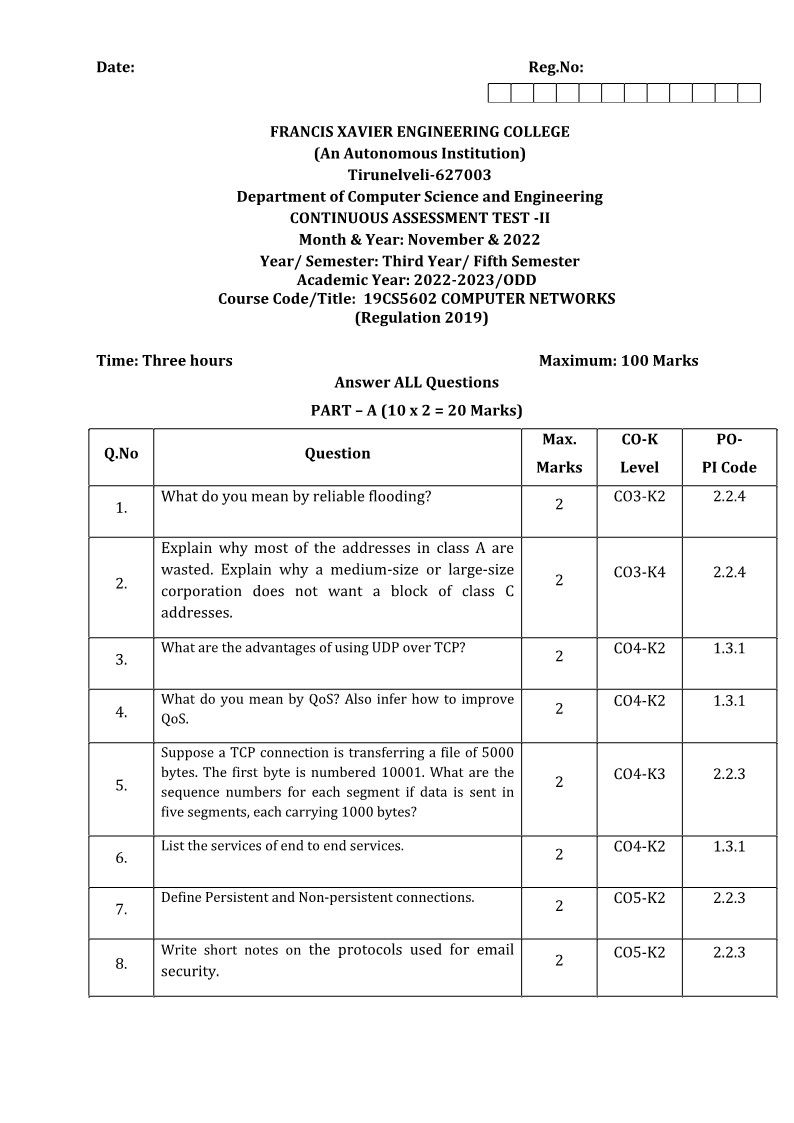 Date: Reg.No:
FRANCIS XAVIER ENGINEERING COLLEGE
(An Autonomous Institution)
Tirunelveli-627003
Department of Computer Science and Engineering
CONTINUOUS ASSESSMENT TEST -II
Month & Year: November & 2022
Year/ Semester: Third Year/ Fifth Semester
Academic Year: 2022-2023/ODD
Course Code/Title: 19CS5602 COMPUTER NETWORKS
(Regulation 2019)
Time: Three hours Maximum: 100 Marks
Answer ALL Questions
PART – A (10 x 2 = 20 Marks)
Q.No Question Max. Marks CO-K Level PO-PI Code
1. What do you mean by reliable flooding? 2 CO3-K2 2.2.4
2. Explain why most of the addresses in class A are
wasted. Explain why a medium-size or large-size
corporation does not want a block of class C
addresses. 2 CO3-K4 2.2.4
3. What are the advantages of using UDP over TCP? 2 CO4-K2 1.3.1
4. What do you mean by QoS? Also infer how to improve
QoS. 2 CO4-K2 1.3.1
5. Suppose a TCP connection is transferring a file of 5000
bytes. The first byte is numbered 10001. What are the
sequence numbers for each segment if data is sent in
five segments, each carrying 1000 bytes? 2 CO4-K3 2.2.3
6. List the services of end to end services. 2 CO4-K2 1.3.1
7. Define Persistent and Non-persistent connections. 2 CO5-K2 2.2.3
8. Write short notes on the protocols used for email
security. 2 CO5-K2 2.2.3